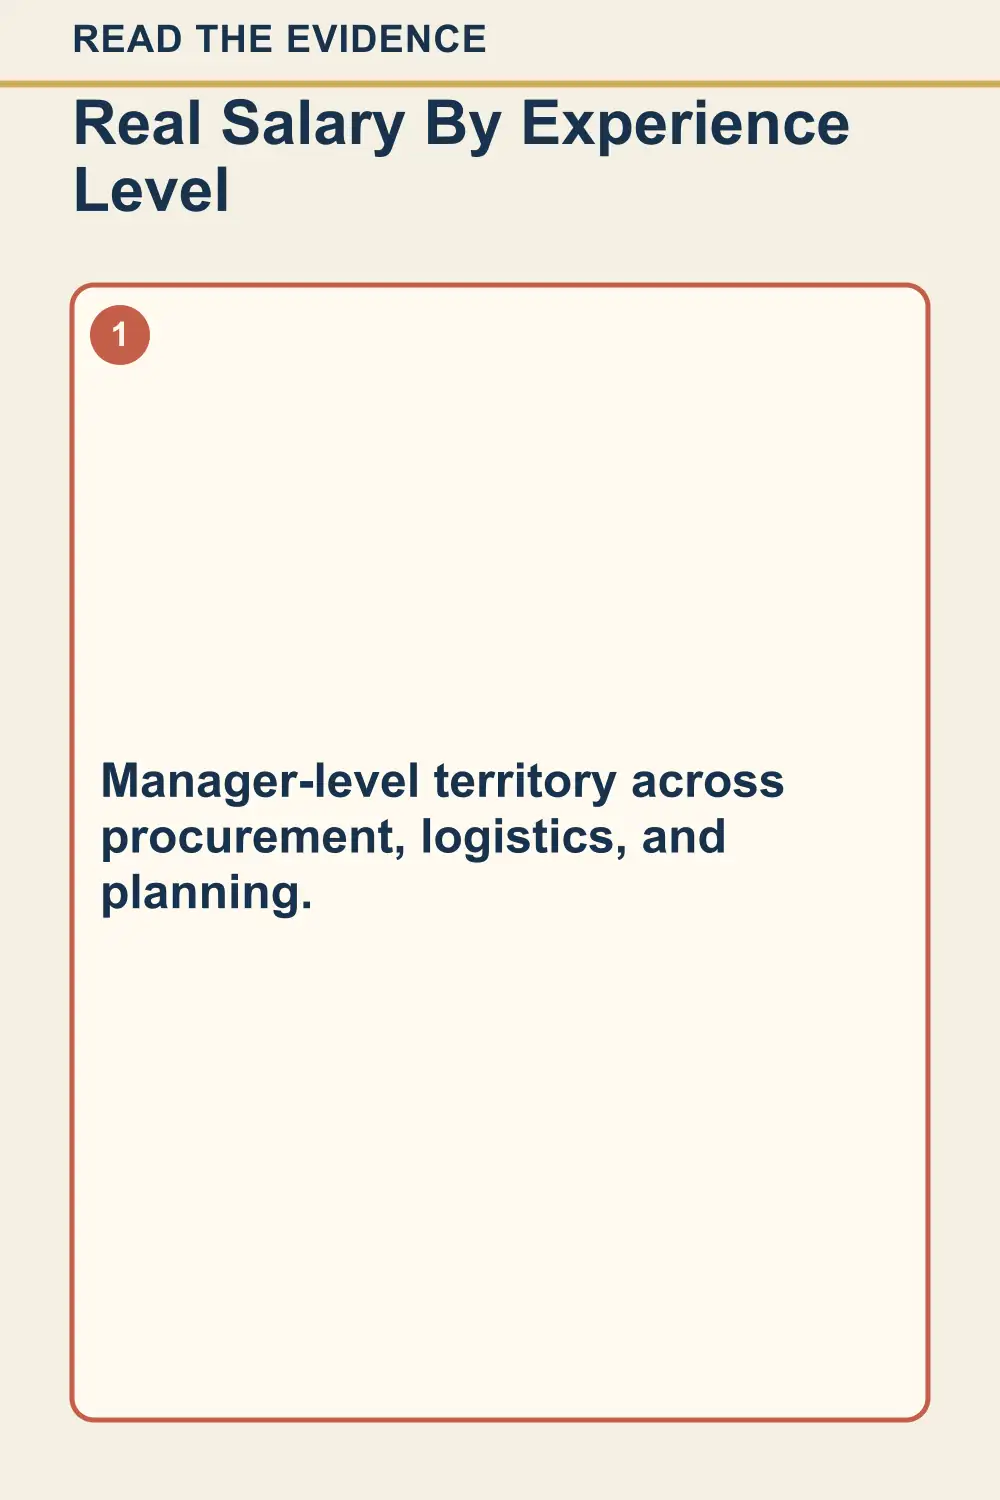 READ THE EVIDENCE
Real Salary By Experience
Level
1
Manager-level territory across
procurement, logistics, and
planning.